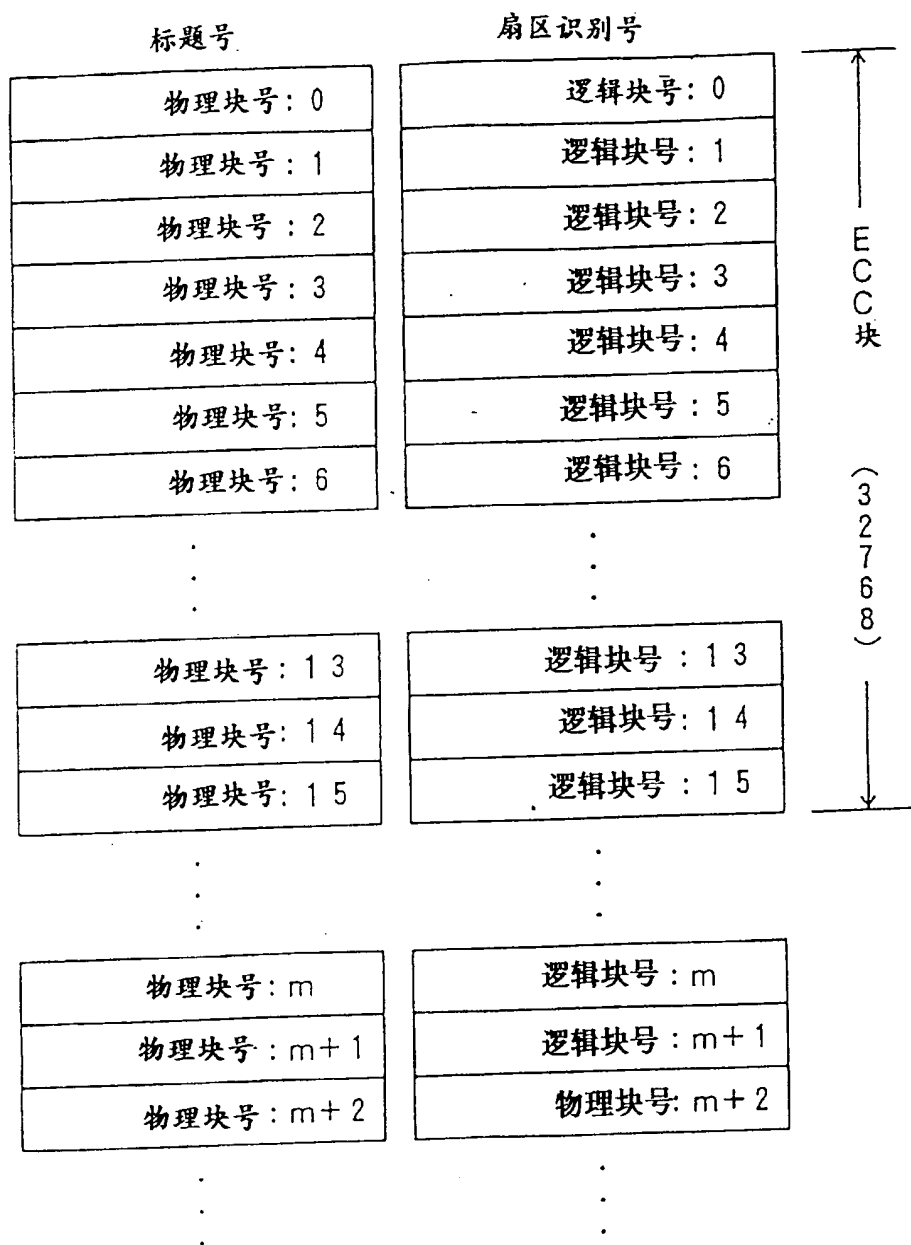 标题号 扇区识别号
物理块号: 0 逻辑块号: 0
物理块号: 1 逻辑块号: 1
物理块号: 2 逻辑块号: 2
物理块号: 3 逻辑块号: 3
物理块号: 4 逻辑块号: 4
物理块号: 5 逻辑块号: 5
物理块号: 6 逻辑块号: 6
物理块号: 13 逻辑块号: 13
物理块号: 14 逻辑块号: 14
物理块号: 15 逻辑块号: 15
物理块号: m 逻辑块号: m
物理块号: m+1 逻辑块号: m+1
物理块号: m+2 物理块号: m+2
ECC块 (32768)